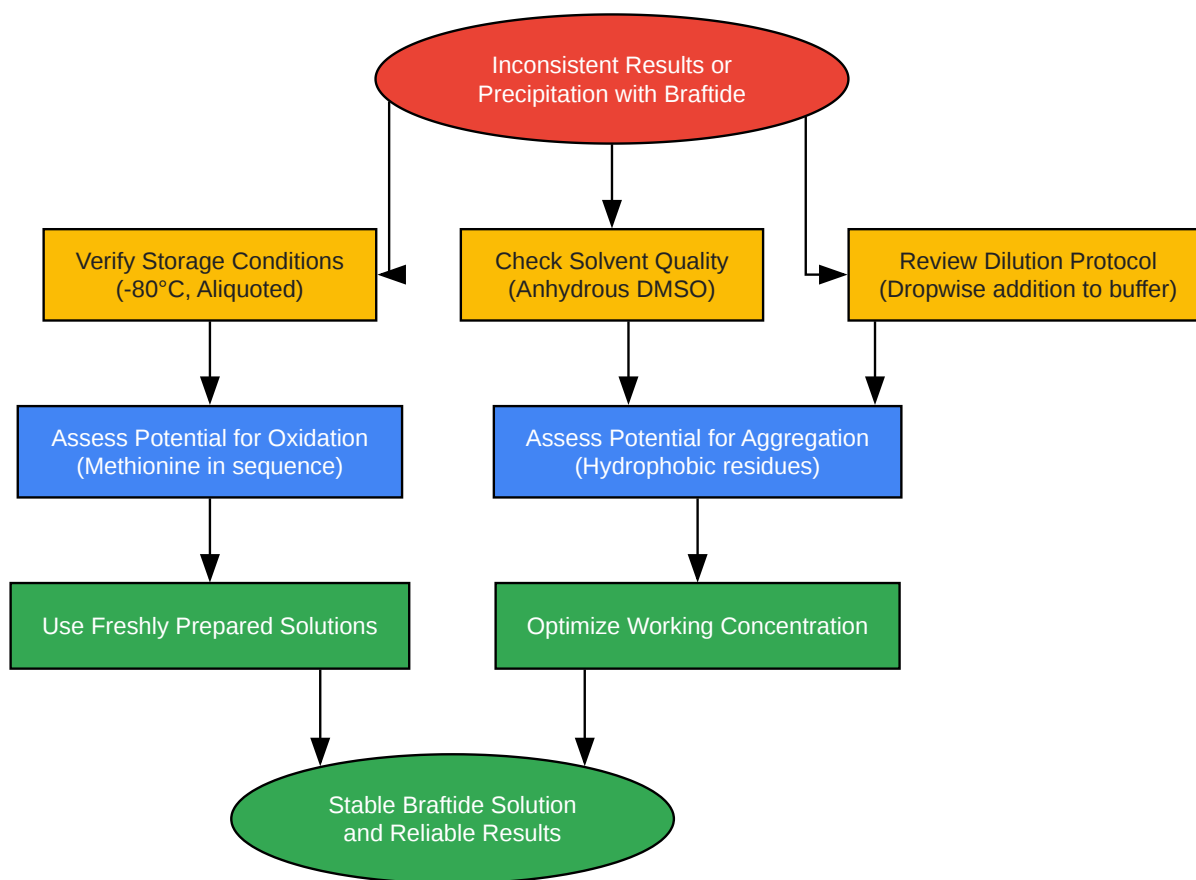 Inconsistent Results or
Precipitation with Braftide
Verify Storage Conditions
(-80°C, Aliquoted)
Check Solvent Quality
(Anhydrous DMSO)
Review Dilution Protocol
(Dropwise addition to buffer)
Assess Potential for Oxidation
(Methionine in sequence)
Assess Potential for Aggregation
(Hydrophobic residues)
Use Freshly Prepared Solutions
Optimize Working Concentration
Stable Braftide Solution
and Reliable Results